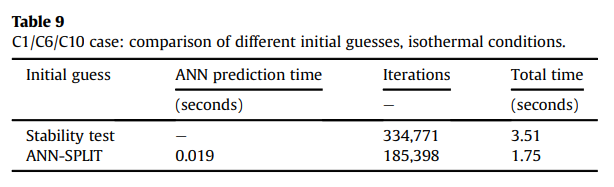 Table 9
C1/C6/C10 case: comparison of different initial guesses, isothermal conditions.
Initial guess ANN prediction time Iterations Total time
(seconds) – (seconds)
Stability test – 334,771 3.51
ANN-SPLIT 0.019 185,398 1.75